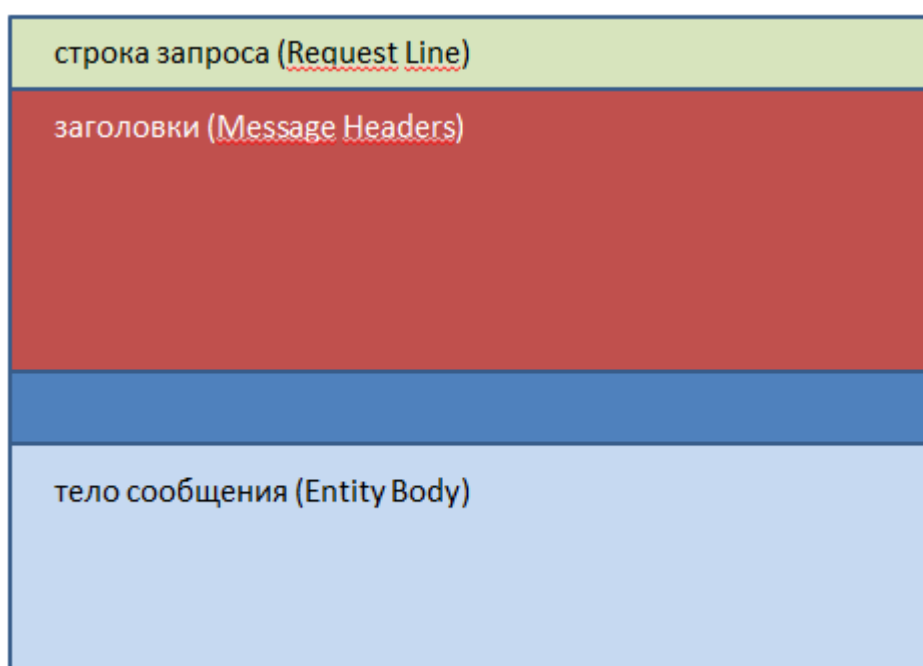 строка запроса (Request Line)
заголовки (Message Headers)
тело сообщения (Entity Body)